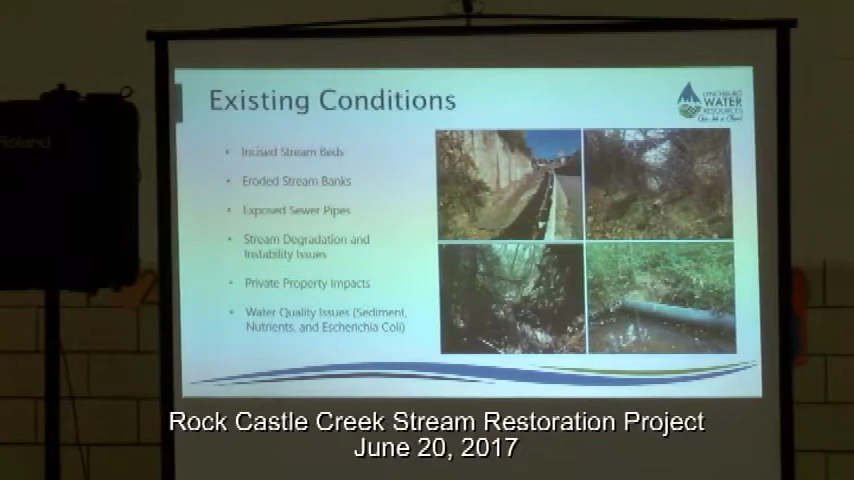 Existing Conditions
LYNCHBURG
WATER
RESOURCES
Roland
• Incised Stream Beds
• Eroded Stream Banks
• Exposed Sewer Pipes
• Stream Degradation and
Instability Issues
• Private Property Impacts
• Water Quality Issues (Sediment,
Nutrients, and Escherichia Coli)
Rock Castle Creek Stream Restoration Project
June 20, 2017